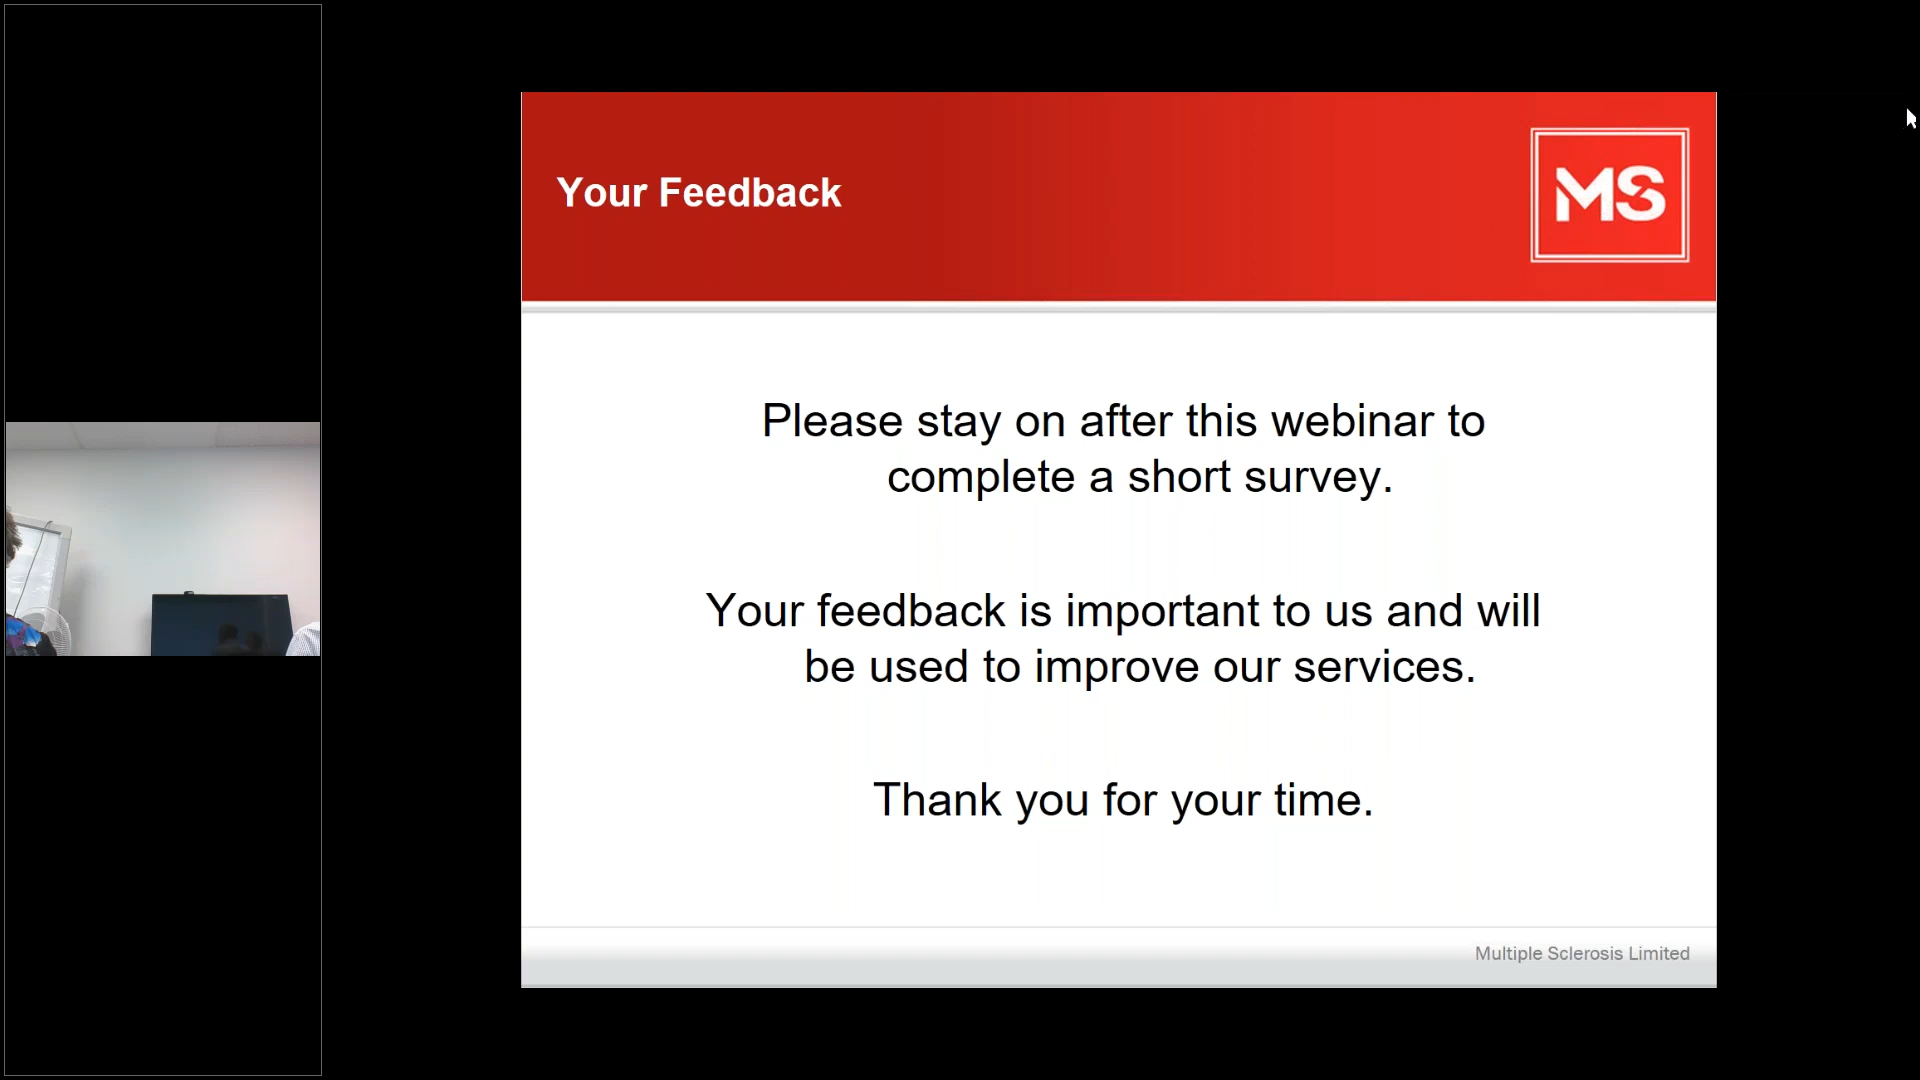 Your Feedback
MS
Please stay on after this webinar to
complete a short survey.
Your feedback is important to us and will
be used to improve our services.
Thank you for your time.
Multiple Sclerosis Limited